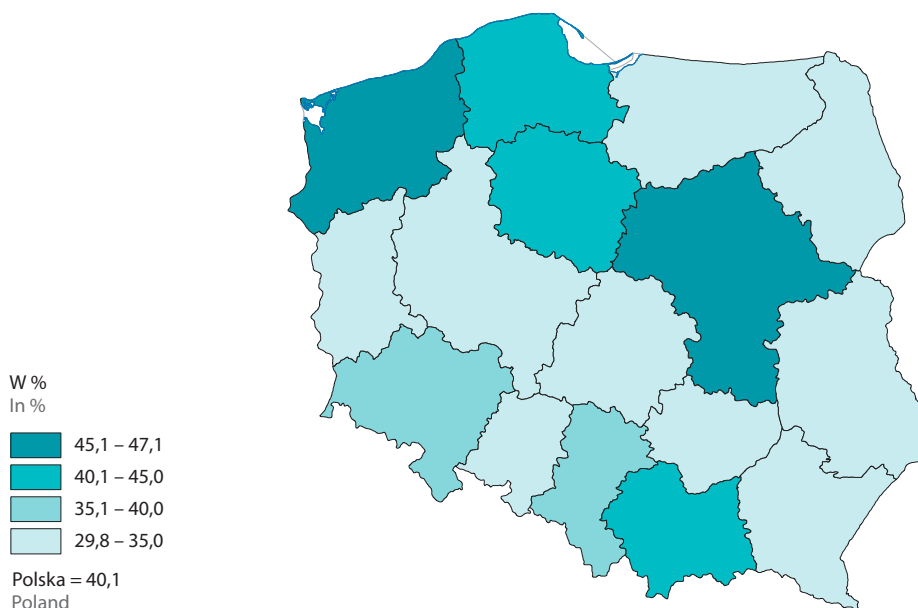 W %
In %
45,1 – 47,1
40,1 – 45,0
35,1 – 40,0
29,8 – 35,0
Polska = 40,1
Poland